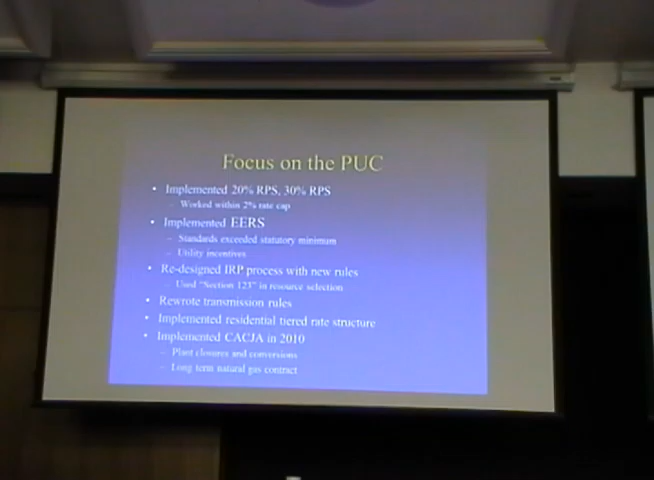 Focus on the PUC
• Implemented 20% RPS, 30% RPS
– Worked within 2% rate cap
• Implemented EERS
– Standards exceeded statutory minimum
– Utility incentives
• Re-designed IRP process with new rules
– Used “Section 123” in resource selection
• Rewrote transmission rules
• Implemented residential tiered rate structure
• Implemented CACJA in 2010
– Plant closures and conversions
– Long term natural gas contract